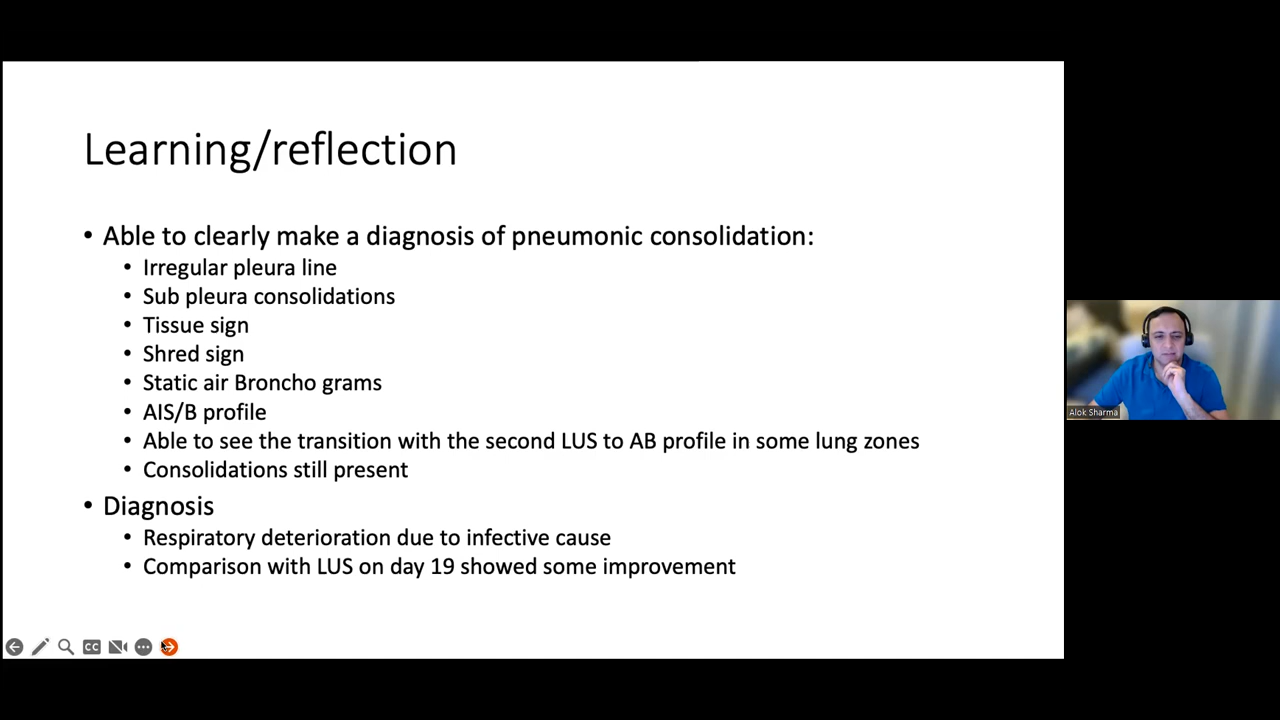 Learning/reflection
• Able to clearly make a diagnosis of pneumonic consolidation:
• Irregular pleura line
• Sub pleura consolidations
• Tissue sign
• Shred sign
• Static air Broncho grams
• AIS/B profile
• Able to see the transition with the second LUS to AB profile in some lung zones
• Consolidations still present
• Diagnosis
• Respiratory deterioration due to infective cause
• Comparison with LUS on day 19 showed some improvement
CC
Alok Sharma